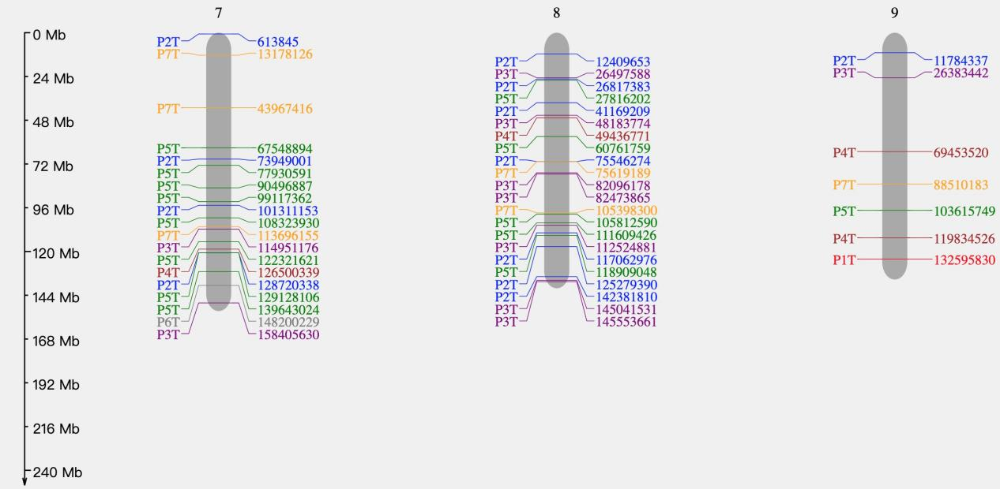 7
8
9
0 Mb
24 Mb
48 Mb
72 Mb
96 Mb
120 Mb
144 Mb
168 Mb
192 Mb
216 Mb
240 Mb
P2T 613845
P7T 13178126
P7T 43967416
P5T 67548894
P2T 73949001
P5T 77930591
P5T 90496887
P5T 99117362
P2T 101311153
P5T 108323930
P7T 113696155
P3T 114951176
P5T 122321621
P4T 126500339
P2T 128720338
P5T 129128106
P5T 139643024
P6T 148200229
P3T 158405630
P2T 12409653
P3T 26497588
P2T 26817383
P5T 27816202
P2T 41169209
P3T 48183774
P4T 49436771
P5T 60761759
P2T 75546274
P7T 75619189
P3T 82096178
P3T 82473865
P7T 105398300
P5T 105812590
P5T 111609426
P3T 112524881
P2T 117062976
P5T 118909048
P2T 125279390
P2T 142381810
P3T 145041531
P3T 145553661
P2T 11784337
P3T 26383442
P4T 69453520
P7T 88510183
P5T 103615749
P4T 119834526
P1T 132595830